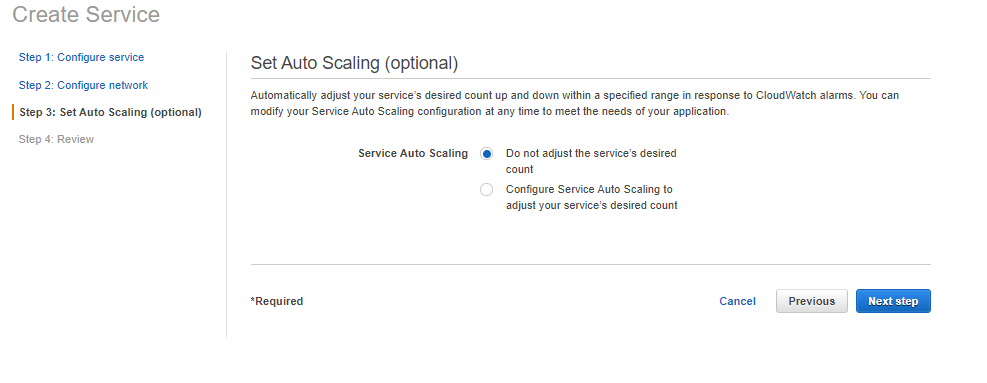 Create Service
Step 1: Configure service
Step 2: Configure network
Step 3: Set Auto Scaling (optional)
Step 4: Review
Set Auto Scaling (optional)
Automatically adjust your service’s desired count up and down within a specified range in response to CloudWatch alarms. You can
modify your Service Auto Scaling configuration at any time to meet the needs of your application.
Service Auto Scaling
Do not adjust the service’s desired
count
Configure Service Auto Scaling to
adjust your service’s desired count
*Required
Cancel
Previous
Next step